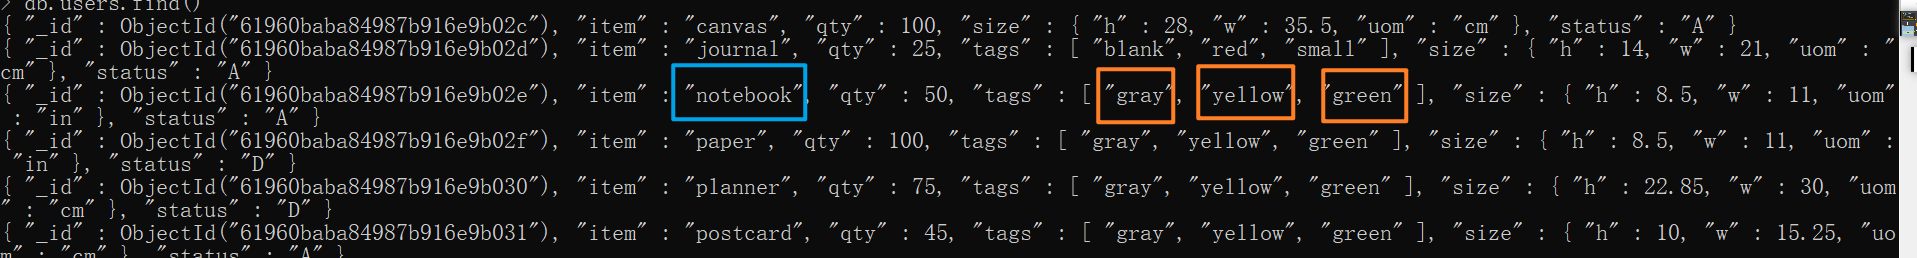 > db.users.find()
{ "_id" : ObjectId("61960baba84987b916e9b02c"), "item" : "canvas", "qty" : 100, "size" : { "h" : 28, "w" : 35.5, "uom" : "cm" }, "status" : "A" }
{ "_id" : ObjectId("61960baba84987b916e9b02d"), "item" : "journal", "qty" : 25, "tags" : [ "blank", "red", "small" ], "size" : { "h" : 14, "w" : 21, "uom" : "
cm" }, "status" : "A" }
{ "_id" : ObjectId("61960baba84987b916e9b02e"), "item" : "notebook", "qty" : 50, "tags" : [ "gray", "yellow", "green" ], "size" : { "h" : 8.5, "w" : 11, "uom"
 : "in" }, "status" : "A" }
{ "_id" : ObjectId("61960baba84987b916e9b02f"), "item" : "paper", "qty" : 100, "tags" : [ "gray", "yellow", "green" ], "size" : { "h" : 8.5, "w" : 11, "uom" :
 "in" }, "status" : "D" }
{ "_id" : ObjectId("61960baba84987b916e9b030"), "item" : "planner", "qty" : 75, "tags" : [ "gray", "yellow", "green" ], "size" : { "h" : 22.85, "w" : 30, "uom
" : "cm" }, "status" : "D" }
{ "_id" : ObjectId("61960baba84987b916e9b031"), "item" : "postcard", "qty" : 45, "tags" : [ "gray", "yellow", "green" ], "size" : { "h" : 10, "w" : 15.25, "uo
m" : "cm" }, "status" : "A" }